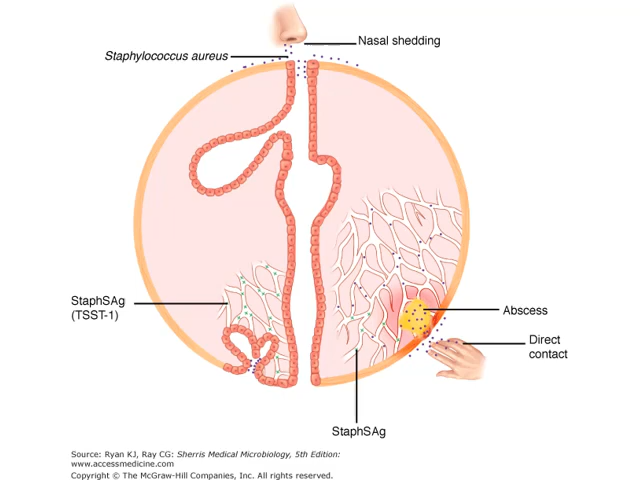 Nasal shedding
Staphylococcus aureus
StaphSAg
(TSST-1)
Abscess
Direct
contact
StaphSAg
Source: Ryan KJ, Ray CG: Sherris Medical Microbiology, 5th Edition:
www.accessmedicine.com
Copyright © The McGraw-Hill Companies, Inc. All rights reserved.